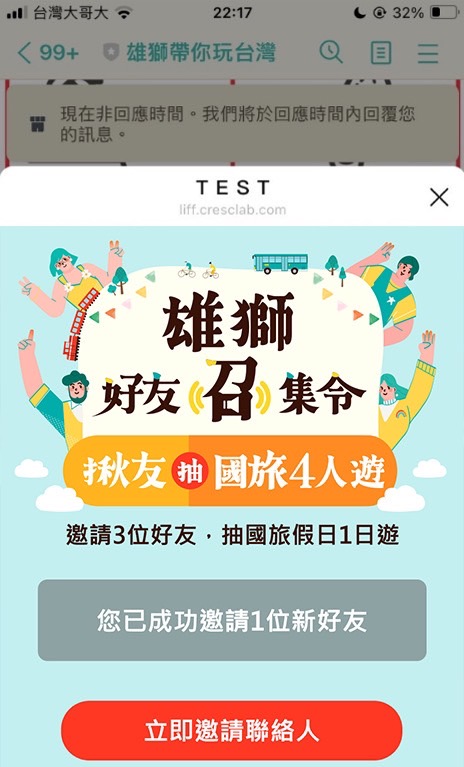 台灣大哥大
22:17
32%
99+
雄獅帶你玩台灣
現在非回應時間。我們將於回應時間內回覆您
的訊息。
TEST
liff.cresclab.com
雄獅
好友召集令
揪友抽國旅4人遊
邀請3位好友，抽國旅假日1日遊
您已成功邀請1位新好友
立即邀請聯絡人